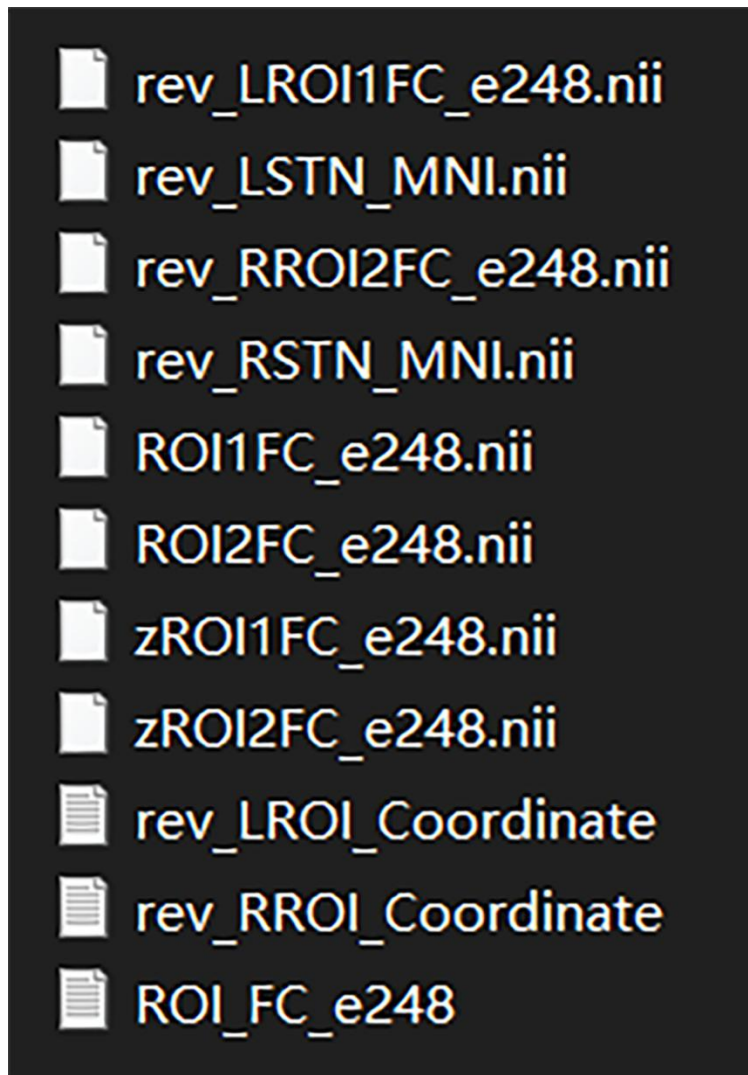 rev_LROI1FC_e248.nii
rev_LSTN_MNI.nii
rev_RROI2FC_e248.nii
rev_RSTN_MNI.nii
ROI1FC_e248.nii
ROI2FC_e248.nii
zROI1FC_e248.nii
zROI2FC_e248.nii
rev_LROI_Coordinate
rev_RROI_Coordinate
ROI_FC_e248